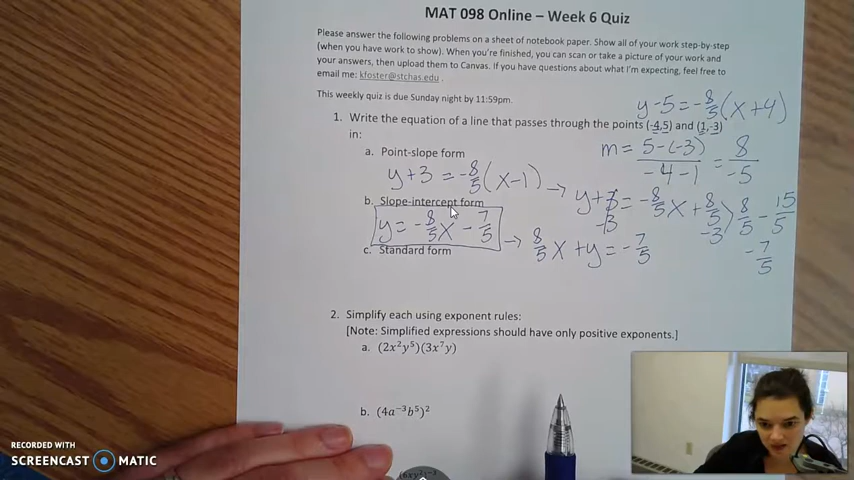 MAT 098 Online – Week 6 Quiz
Please answer the following problems on a sheet of notebook paper. Show all of your work step-by-step
(when you have work to show). When you're finished, you can scan or take a picture of your work and
your answers, then upload them to Canvas. If you have questions about what I'm expecting, feel free to
email me: kfoster@stchas.edu .
This weekly quiz is due Sunday night by 11:59pm.
y-5 = -8/5(x+4)
1. Write the equation of a line that passes through the points (-4,5) and (1,-3)
in:
m = 5-(-3)/-4-1 = 8/-5
a. Point-slope form
y+3 = -8/5(x-1) → y+3 = -8/5x + 8/5 > 8/5 - 15/5
-3 -3
-7/5
b. Slope-intercept form
y = -8/5x - 7/5 → 8/5x + y = -7/5
c. Standard form
2. Simplify each using exponent rules:
[Note: Simplified expressions should have only positive exponents.]
a. (2x²y⁵)(3x⁷y)
b. (4a⁻³b⁵)²
RECORDED WITH
SCREENCAST O MATIC